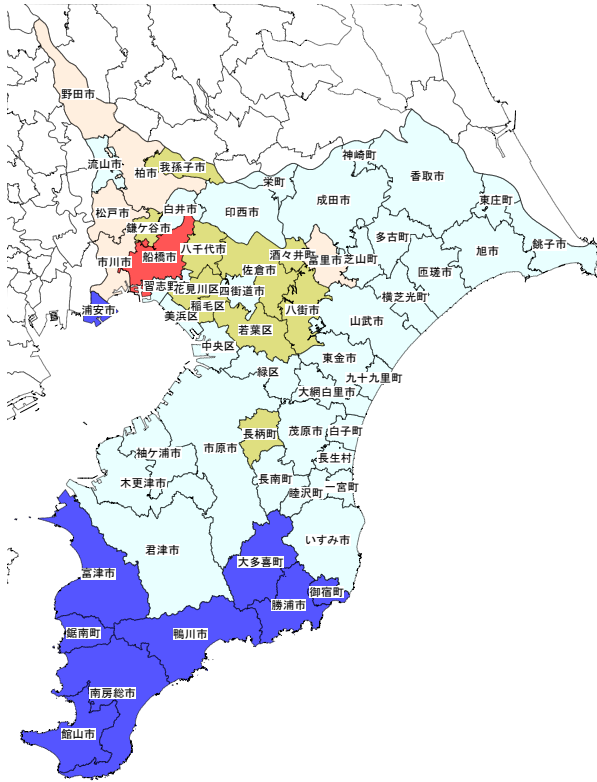 野田市
流山市
柏市
我孫子市
神崎町
香取市
栄町
成田市
東庄町
松戸市
白井市
印西市
鎌ケ谷市
多古町
旭市
銚子市
市川市
船橋市
八千代市
酒々井町
富里市
芝山町
佐倉市
匝瑳市
習志野
花見川区
四街道市
横芝光町
浦安市
稲毛区
美浜区
八街市
若葉区
山武市
中央区
東金市
緑区
九十九里町
大網白里市
長柄町
茂原市
白子町
市原市
袖ケ浦市
長生村
木更津市
長南町
睦沢町
一宮町
君津市
いすみ市
富津市
大多喜町
御宿町
勝浦市
鋸南町
鴨川市
南房総市
館山市